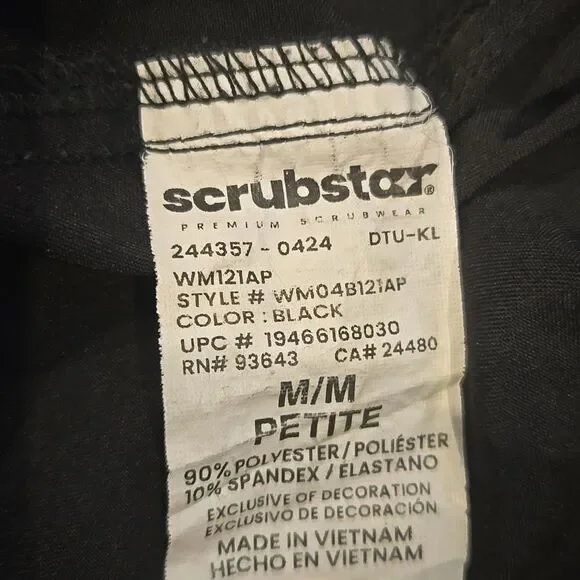 scrubstar®
PREMIUM SCRUBWEAR
244357 - 0424 DTU-KL
WM121AP
STYLE # WM04B121AP
COLOR : BLACK
UPC # 19466168030
RN# 93643 CA# 24480
M/M
PETITE
90% POLYESTER / POLIÉSTER
10% SPANDEX / ELASTANO
EXCLUSIVE OF DECORATION
EXCLUSIVO DE DECORACIÓN
MADE IN VIETNAM
HECHO EN VIETNAM